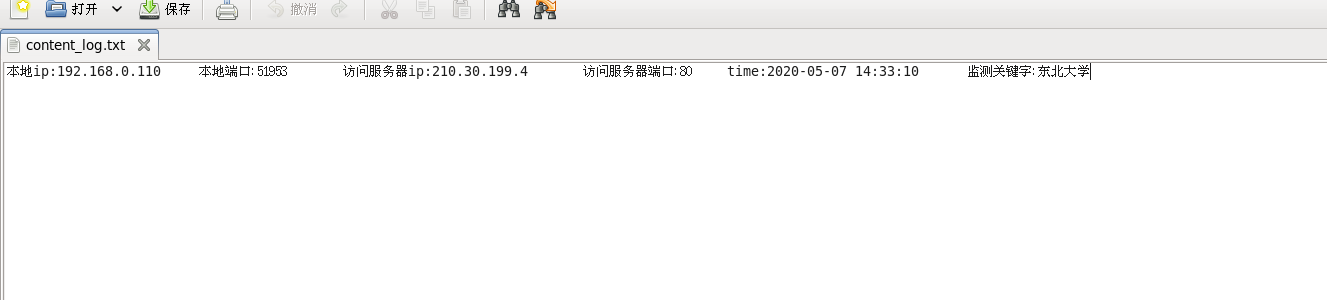 打开 保存 撤消
content_log.txt
本地ip:192.168.0.110 本地端口:51953 访问服务器ip:210.30.199.4 访问服务器端口:80 time:2020-05-07 14:33:10 监测关键字:东北大学